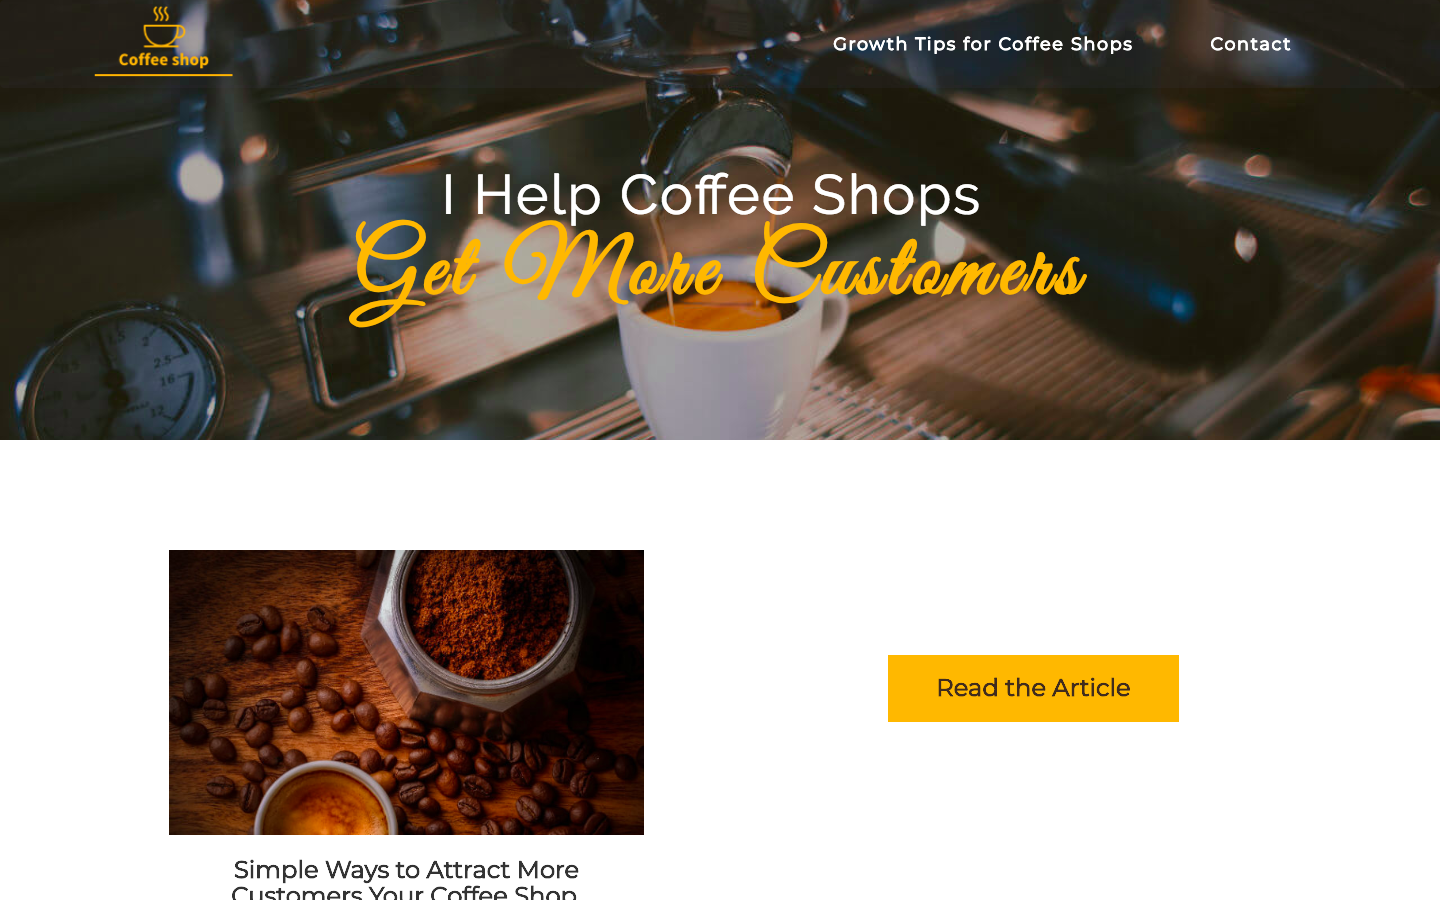 Coffee shop
Growth Tips for Coffee Shops
Contact
I Help Coffee Shops
Get More Customers
Read the Article
Simple Ways to Attract More
Customers Your Coffee Shop